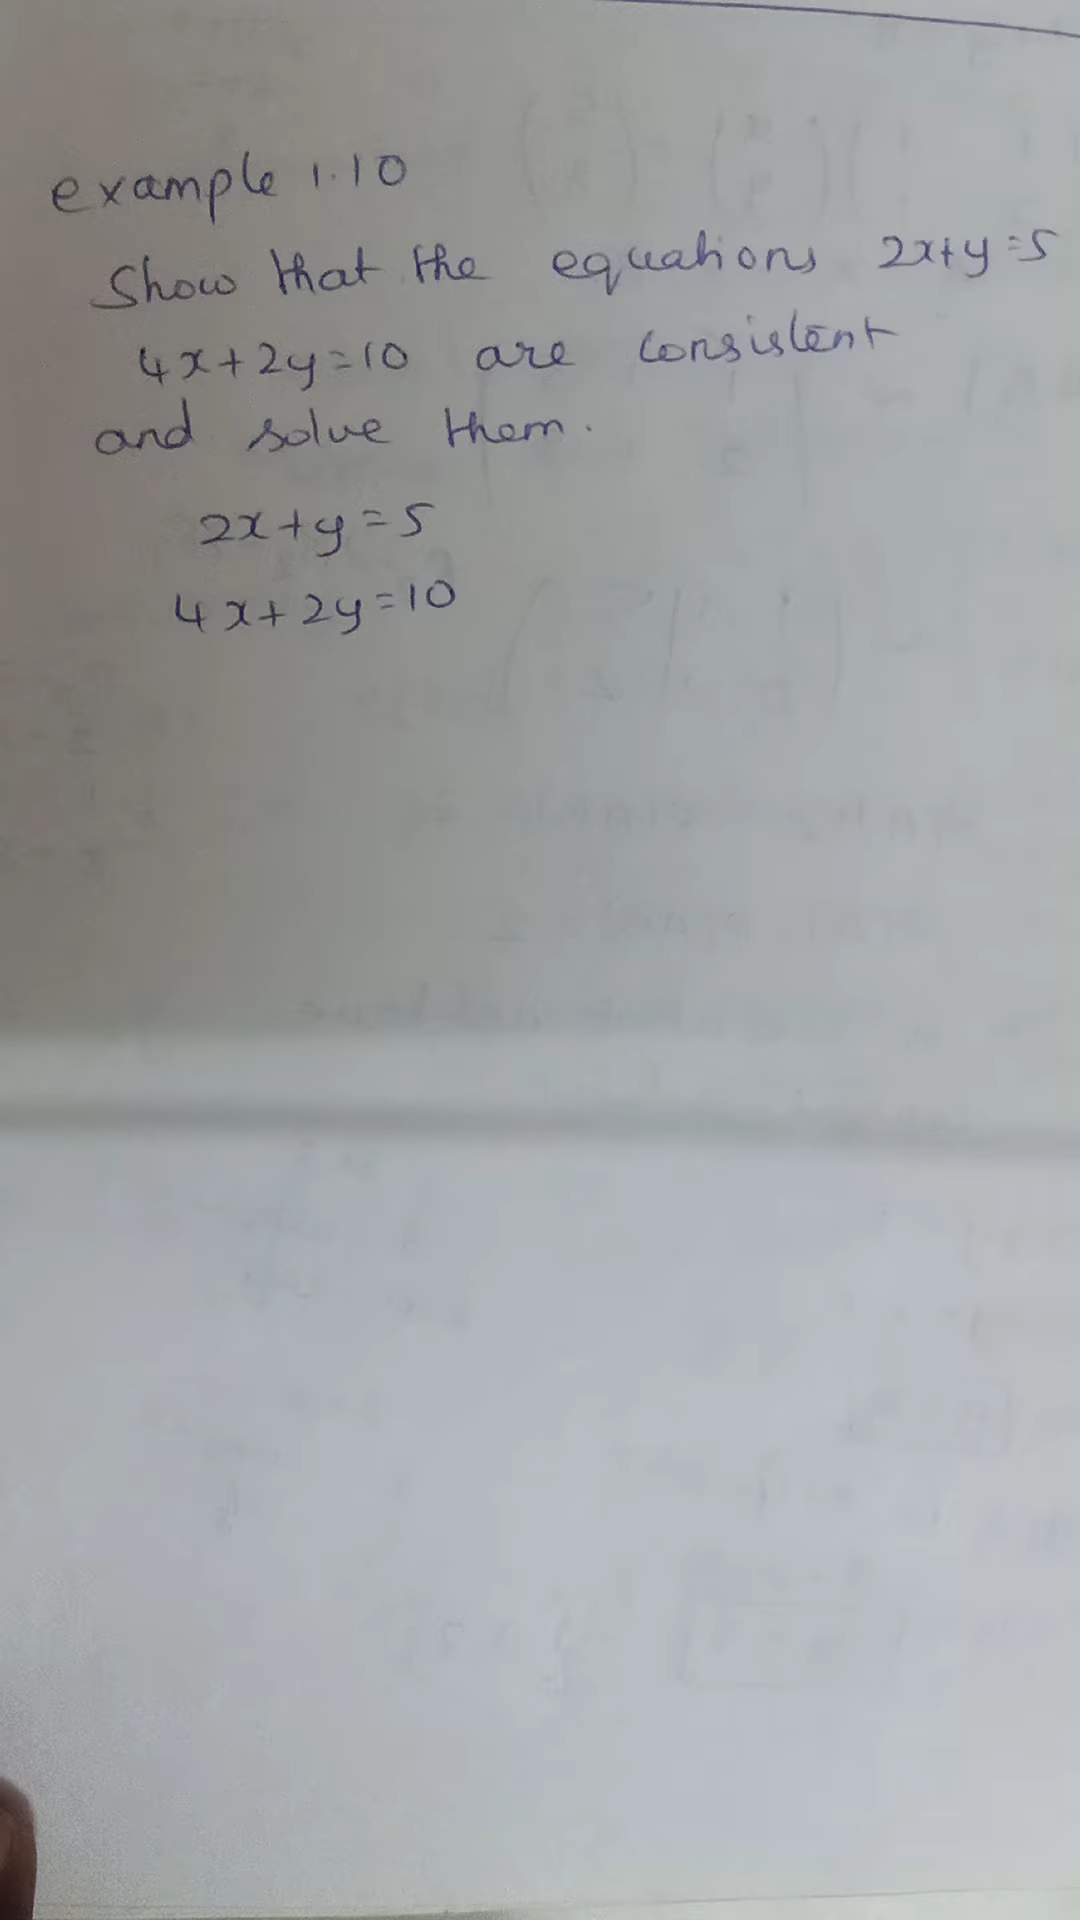 example 1.10
Show that the equations 2x+y=5
4x+2y=10 are consistent
and solve them.
2x+y=5
4x+2y=10